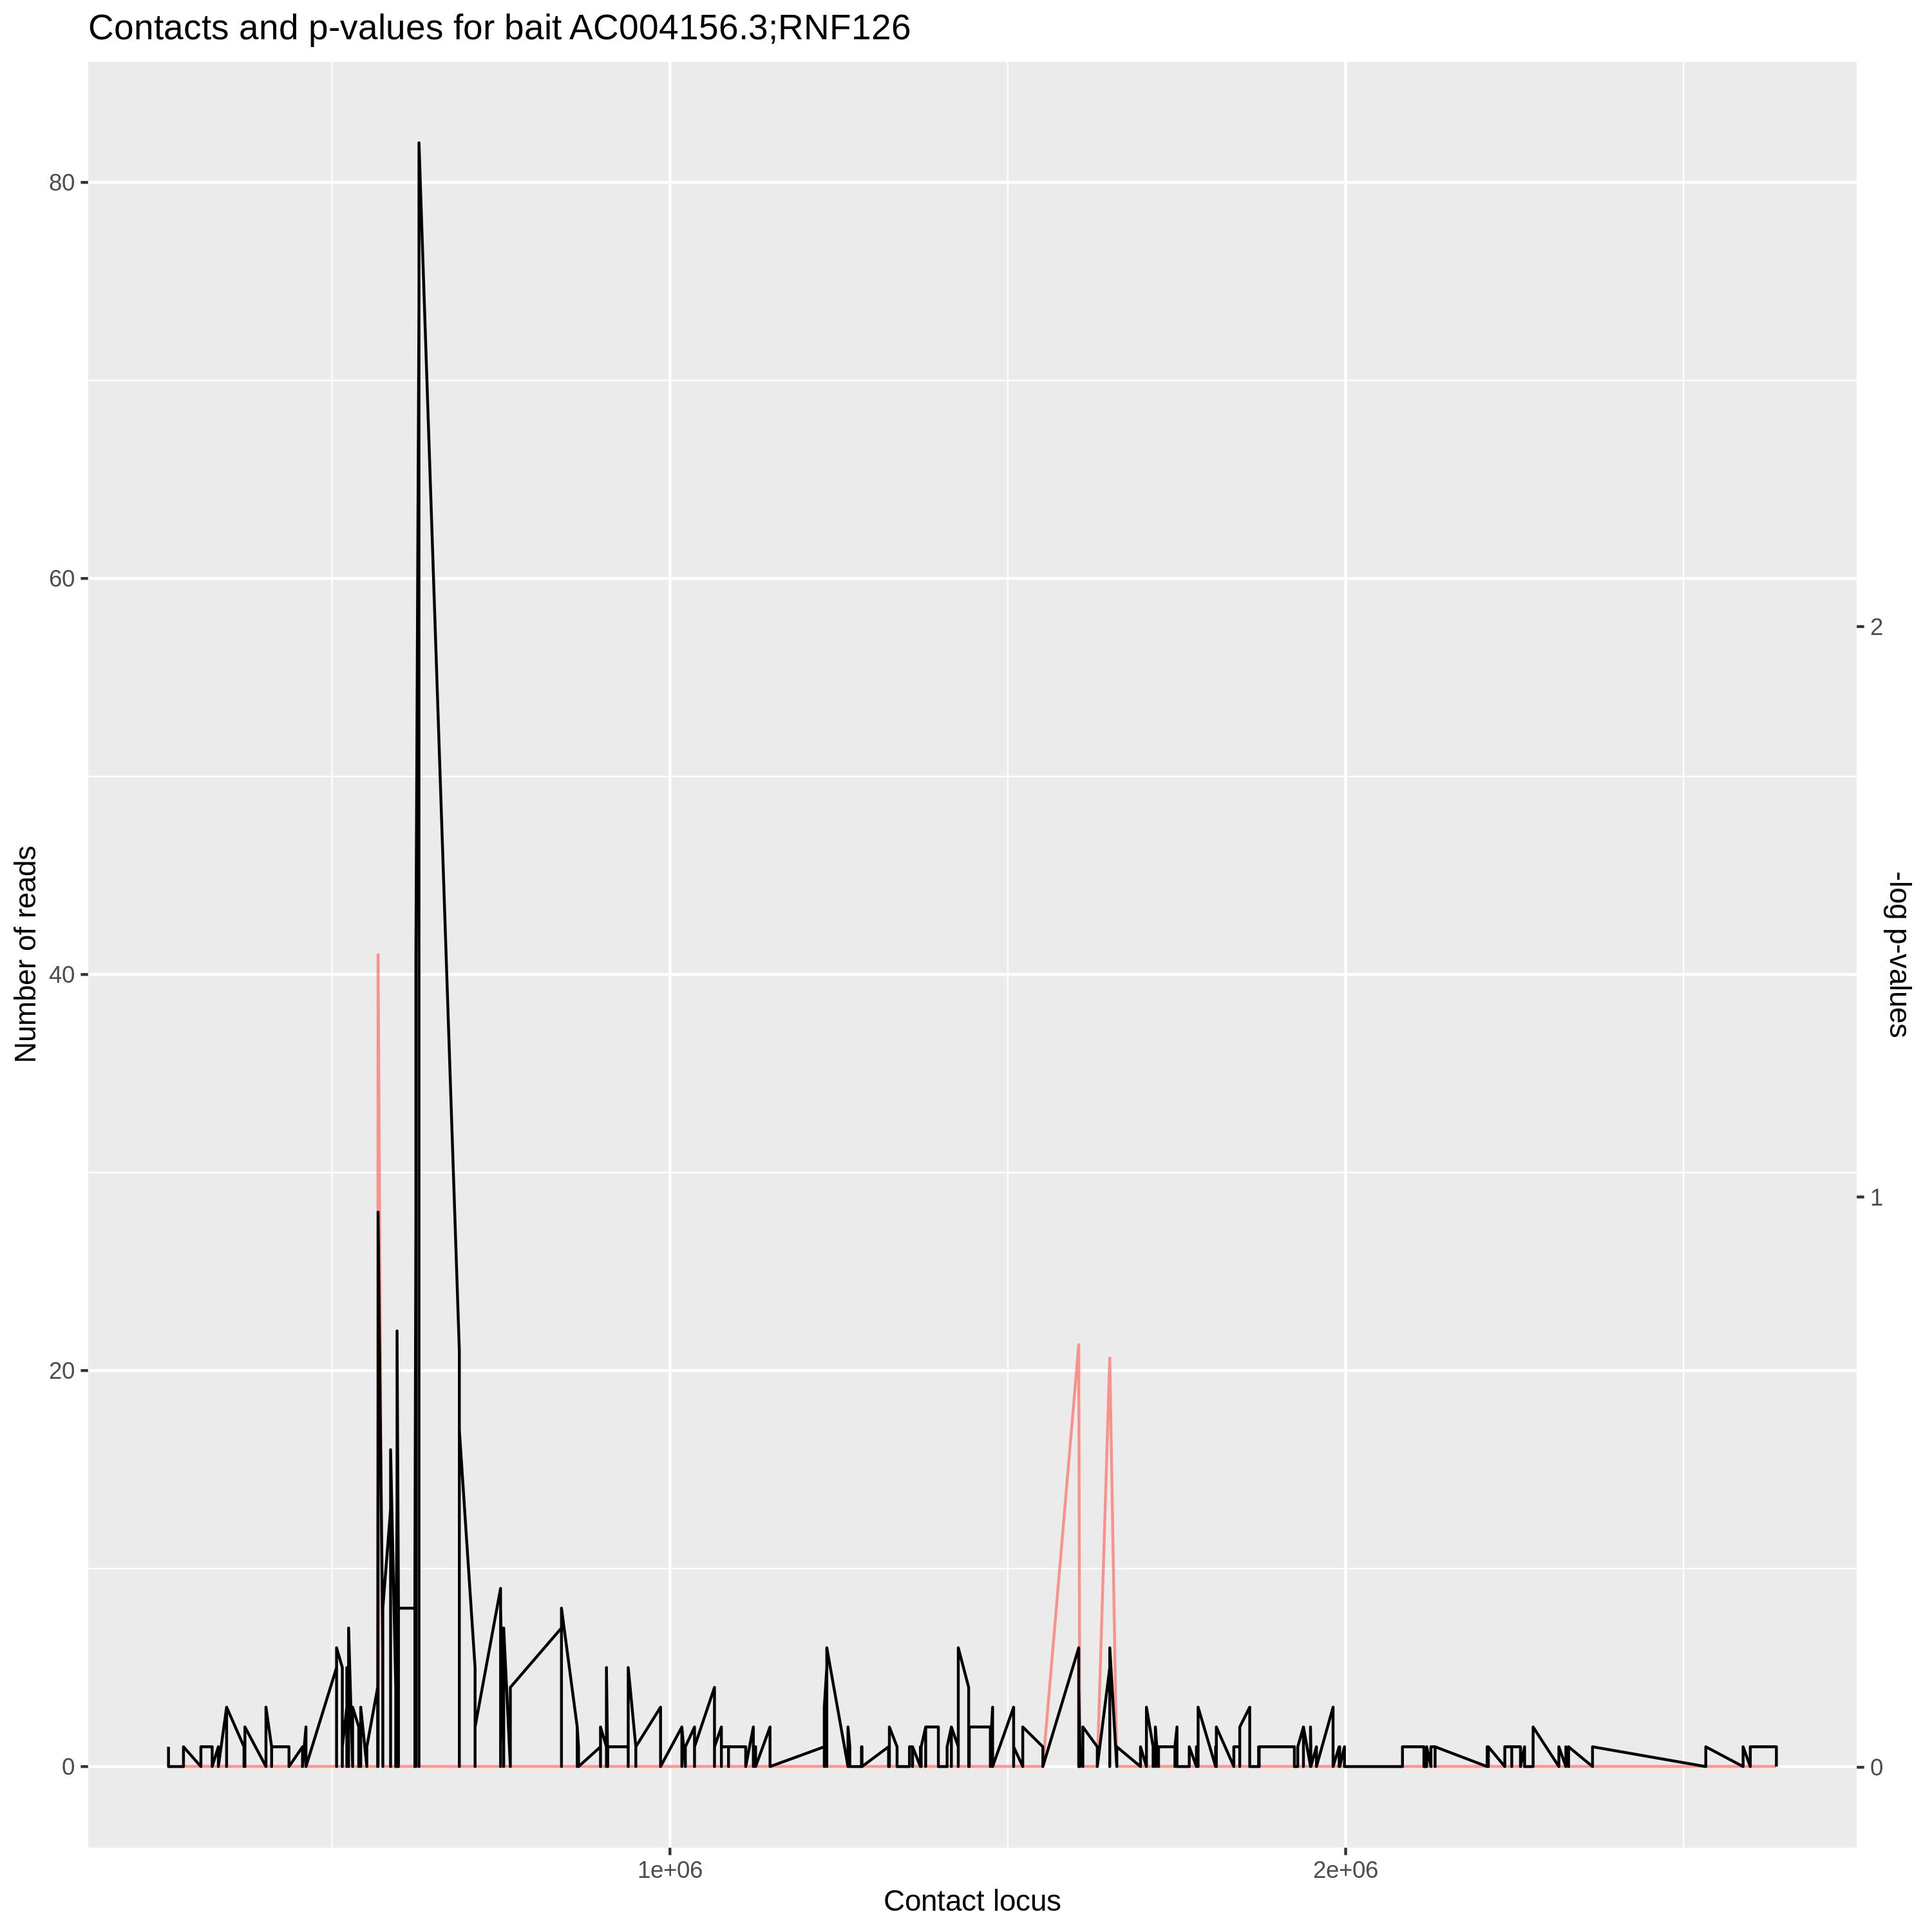 Contacts and p-values for bait AC004156.3;RNF126
80
60
40
20
0
Number of reads
2
1
0
-log p-values
1e+06
2e+06
Contact locus